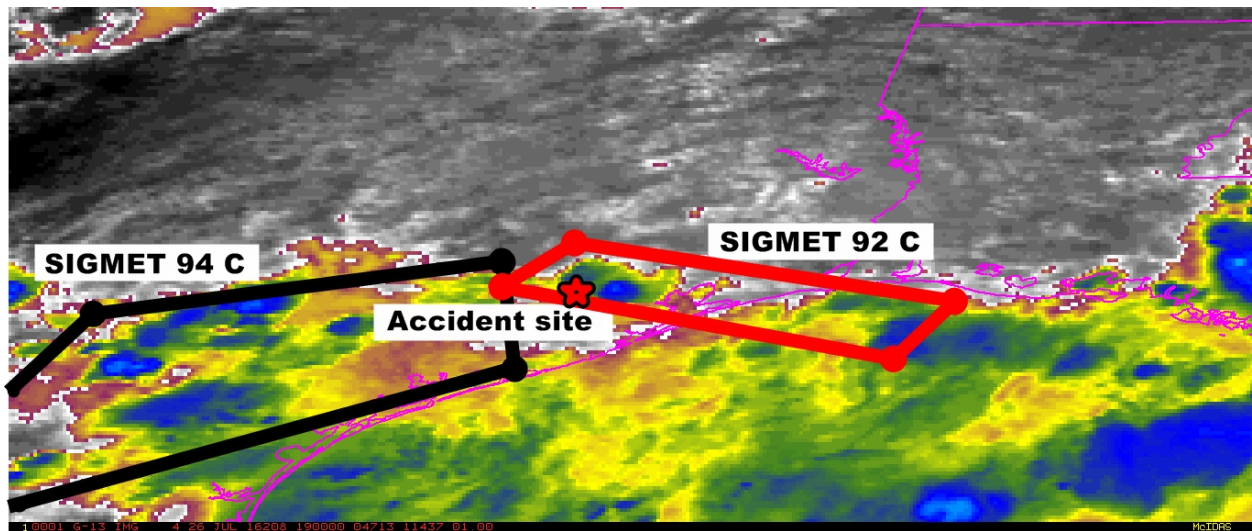 SIGMET 94 C
SIGMET 92 C
Accident site
1 0001 G-13 IMG 4 26 JUL 16208 190000 04713 11437 01.00
McIDAS